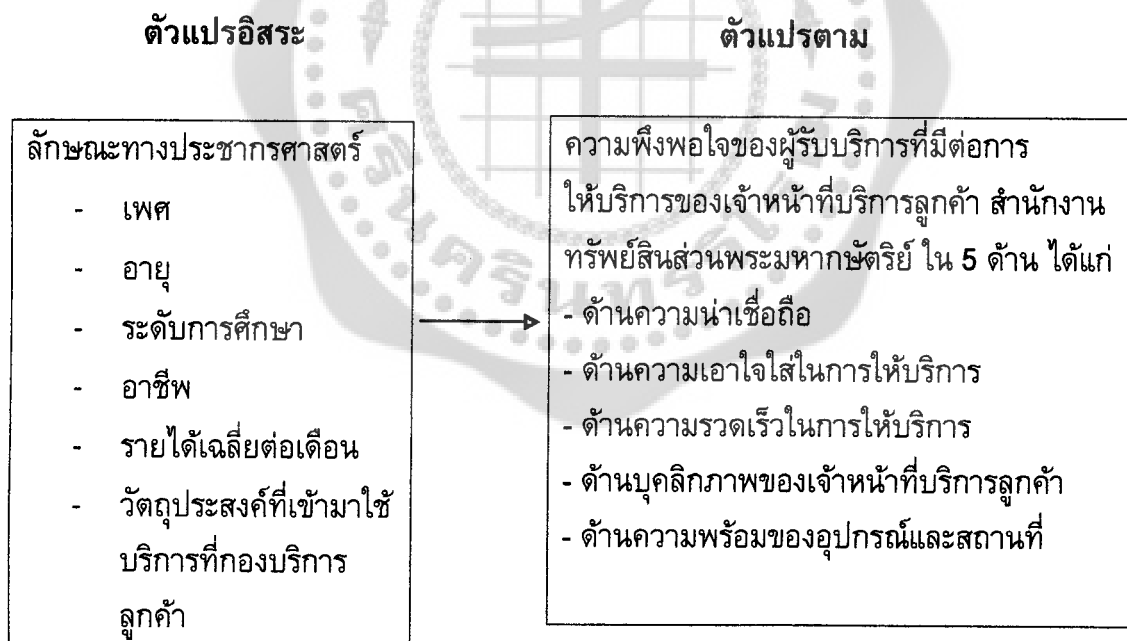 ตัวแปรอิสระ
ตัวแปรตาม
ลักษณะทางประชากรศาสตร์
- เพศ
- อายุ
- ระดับการศึกษา
- อาชีพ
- รายได้เฉลี่ยต่อเดือน
- วัตถุประสงค์ที่เข้ามาใช้
บริการที่กองบริการ
ลูกค้า
ความพึงพอใจของผู้รับบริการที่มีต่อการ
ให้บริการของเจ้าหน้าที่บริการลูกค้า สำนักงาน
ทรัพย์สินส่วนพระมหากษัตริย์ ใน 5 ด้าน ได้แก่
- ด้านความน่าเชื่อถือ
- ด้านความเอาใจใส่ในการให้บริการ
- ด้านความรวดเร็วในการให้บริการ
- ด้านบุคลิกภาพของเจ้าหน้าที่บริการลูกค้า
- ด้านความพร้อมของอุปกรณ์และสถานที่